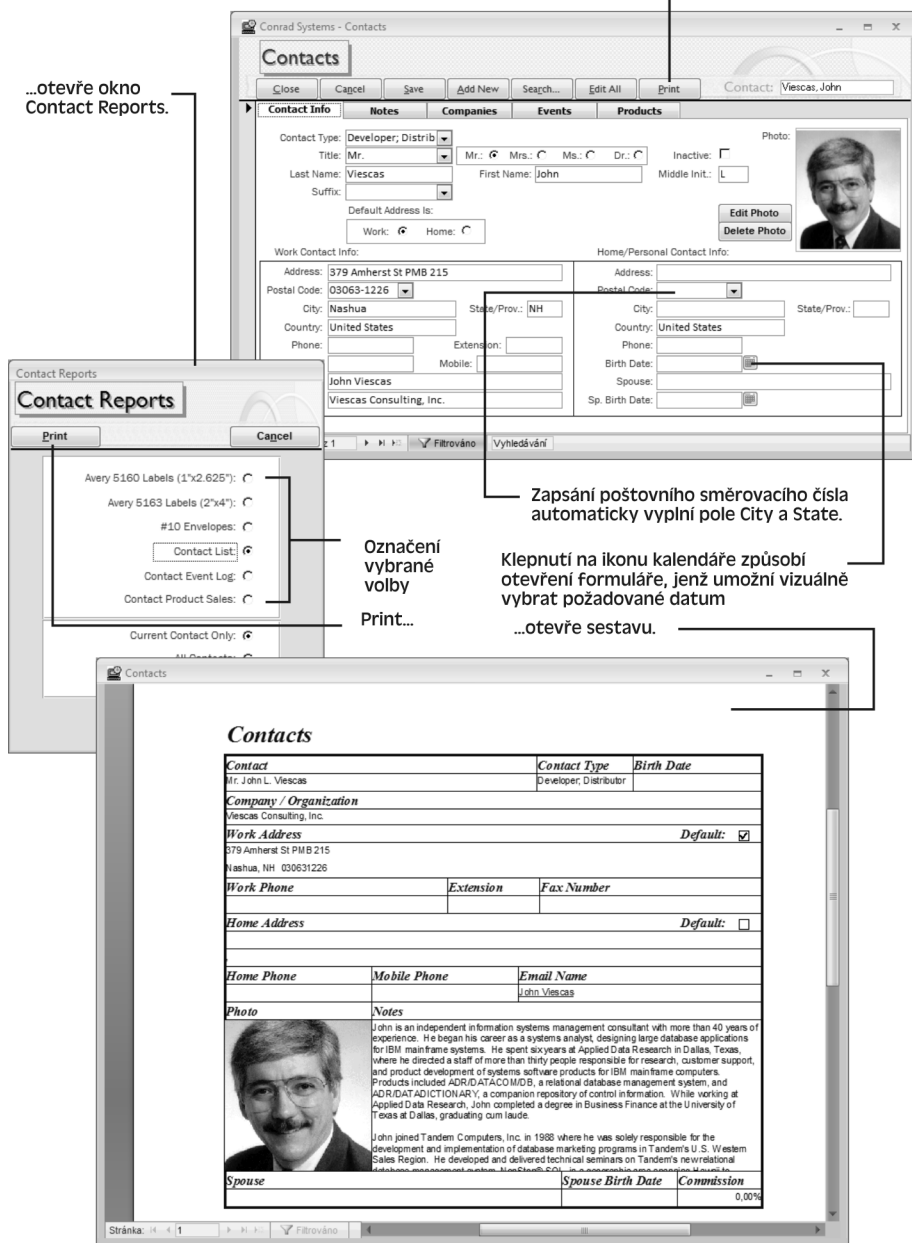 ...otevře okno
Contact Reports.
Conrad Systems - Contacts
Contacts
Close Cancel Save Add New Search... Edit All Print Contact: Viescas, John
Contact Info Notes Companies Events Products
Contact Type: Developer; Distrib
Photo:
Title: Mr. Mr.: Mrs.: Ms.: Dr.: Inactive:
Last Name: Viescas First Name: John Middle Init.: L
Suffix:
Default Address Is:
Work: Home:
Edit Photo
Delete Photo
Work Contact Info: Home/Personal Contact Info:
Address: 379 Amherst St PMB 215 Address:
Postal Code: 03063-1226 Postal Code:
City: Nashua State/Prov.: NH City: State/Prov.:
Country: United States Country: United States
Phone: Extension: Phone:
Mobile: Birth Date:
John Viescas Spouse:
Viescas Consulting, Inc. Sp. Birth Date:
z 1 Filtrováno Vyhledávání
Contact Reports
Contact Reports
Print Cancel
Avery 5160 Labels (1"x2.625"):
Avery 5163 Labels (2"x4"):
#10 Envelopes:
Contact List:
Contact Event Log:
Contact Product Sales:
Current Contact Only:
All Contacts:
Zapsání poštovního směrovacího čísla
automaticky vyplní pole City a State.
Označení
vybrané
volby
Klepnutí na ikonu kalendáře způsobí
otevření formuláře, jenž umožní vizuálně
vybrat požadované datum
Print...
...otevře sestavu.
Contacts
Contacts
Contact Contact Type Birth Date
Mr. John L. Viescas Developer; Distributor
Company / Organization
Viescas Consulting, Inc.
Work Address Default:
379 Amherst St PMB 215
Nashua, NH 030631226
Work Phone Extension Fax Number
Home Address Default:
,
Home Phone Mobile Phone Email Name
John Viescas
Photo Notes
John is an independent information systems management consultant with more than 40 years of
experience. He began his career as a systems analyst, designing large database applications
for IBM mainframe systems. He spent six years at Applied Data Research in Dallas, Texas,
where he directed a staff of more than thirty people responsible for research, customer support,
and product development of systems software products for IBM mainframe computers.
Products included ADR/DATACOM/DB, a relational database management system, and
ADR/DATADICTIONARY, a companion repository of control information. While working at
Applied Data Research, John completed a degree in Business Finance at the University of
Texas at Dallas, graduating cum laude.
John joined Tandem Computers, Inc. in 1988 where he was solely responsible for the
development and implementation of database marketing programs in Tandem's U.S. Western
Sales Region. He developed and delivered technical seminars on Tandem's new relational
database management system, NonStop® SQL, in a geographic area spanning Hawaii to
Spouse Spouse Birth Date Commission
0,00%
Stránka: 1 Filtrováno